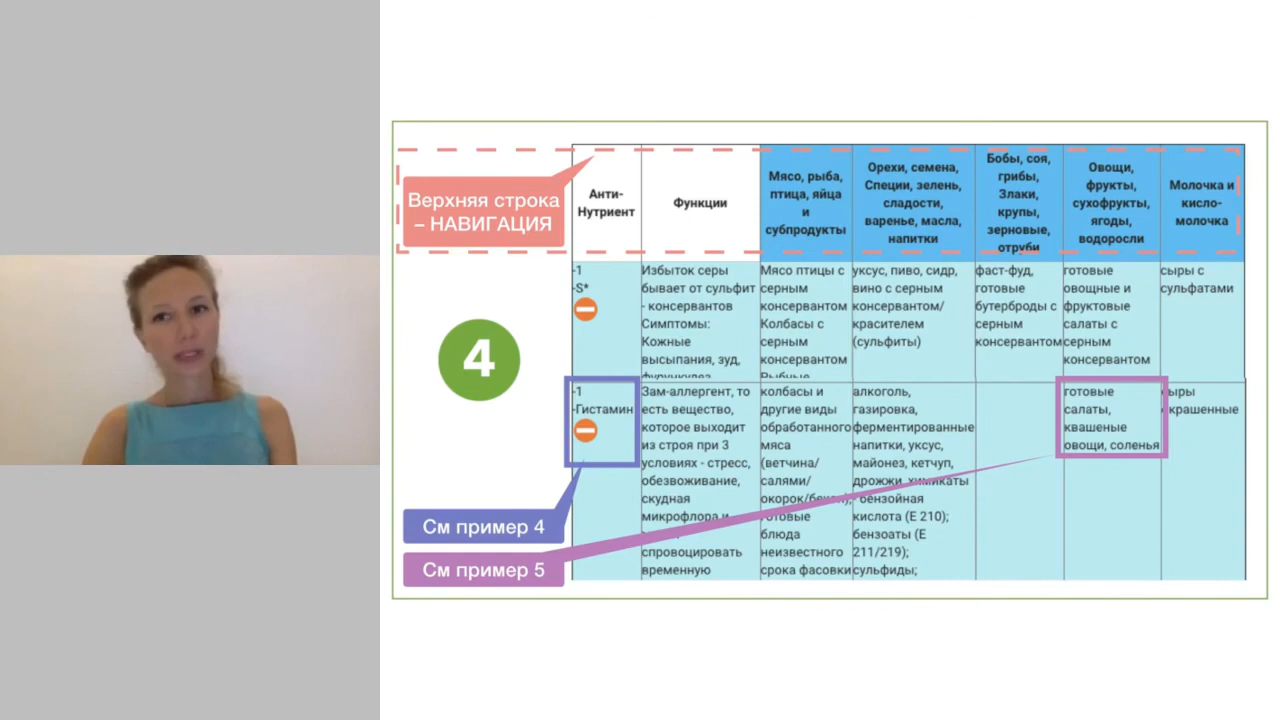 Верхняя строка
– НАВИГАЦИЯ
4
См пример 4
См пример 5
Анти-
Нутриент
Функции
Мясо, рыба,
птица, яйца
и
субпродукты
Орехи, семена,
Специи, зелень,
сладости,
варенье, масла,
напитки
Бобы, соя,
грибы,
Злаки,
крупы,
зерновые,
отруби
Овощи,
фрукты,
сухофрукты,
ягоды,
водоросли
Молочка и
кисло-
молочка
-1
-S*
Избыток серы
бывает от сульфит
- консервантов
Симптомы:
Кожные
высыпания, зуд,
Мясо птицы с
серным
консервантом
Колбасы с
серным
консервантом
Рыбные
уксус, пиво, сидр,
вино с серным
консервантом/
красителем
(сульфиты)
фаст-фуд,
готовые
бутерброды с
серным
консервантом
готовые
овощные и
фруктовые
салаты с
серным
консервантом
сыры с
сульфатами
-1
-Гистамин
Зам-аллергент, то
есть вещество,
которое выходит
из строя при 3
условиях - стресс,
обезвоживание,
скудная
микрофлора и
спровоцировать
временную
колбасы и
другие виды
обработанного
мяса
(ветчина/
салями/
окорок/бекон),
готовые
блюда
неизвестного
срока фасовки
алкоголь,
газировка,
ферментированные
напитки, уксус,
майонез, кетчуп,
дрожжи, химикаты
- бензойная
кислота (Е 210);
бензоаты (Е
211/219);
сульфиды;
готовые
салаты,
квашеные
овощи, соленья
сыры
окрашенные